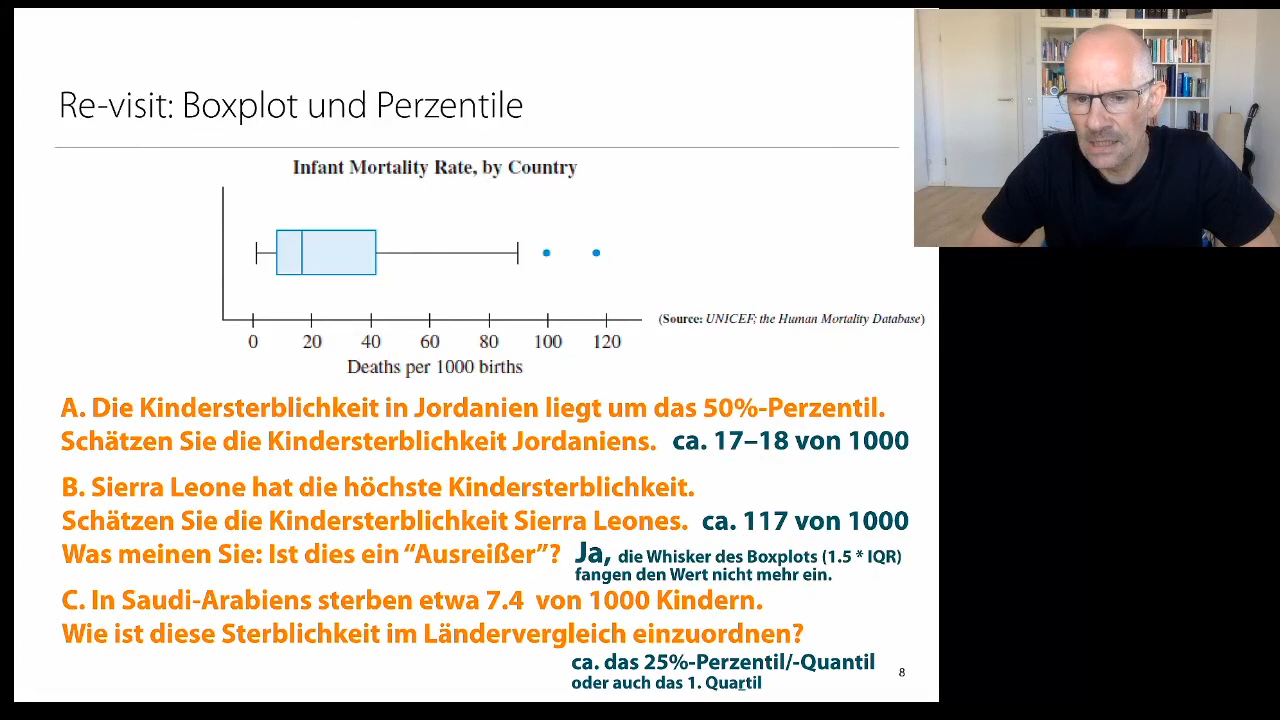 Re-visit: Boxplot und Perzentile
Infant Mortality Rate, by Country
(Source: UNICEF; the Human Mortality Database)
0 20 40 60 80 100 120
Deaths per 1000 births
A. Die Kindersterblichkeit in Jordanien liegt um das 50%-Perzentil.
Schätzen Sie die Kindersterblichkeit Jordaniens. ca. 17–18 von 1000
B. Sierra Leone hat die höchste Kindersterblichkeit.
Schätzen Sie die Kindersterblichkeit Sierra Leones. ca. 117 von 1000
Was meinen Sie: Ist dies ein “Ausreißer”? Ja, die Whisker des Boxplots (1.5 * IQR)
fangen den Wert nicht mehr ein.
C. In Saudi-Arabiens sterben etwa 7.4 von 1000 Kindern.
Wie ist diese Sterblichkeit im Ländervergleich einzuordnen?
ca. das 25%-Perzentil/-Quantil
oder auch das 1. Quartil
8